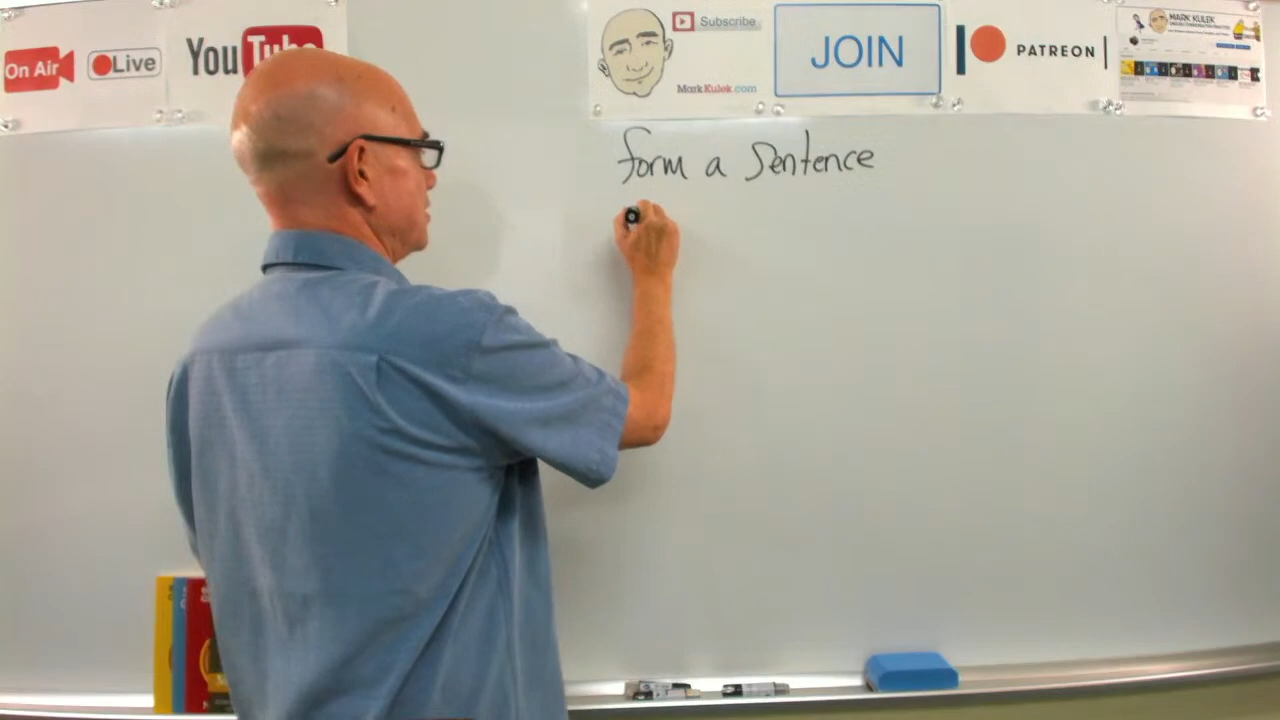 On Air
Live
YouTube
Subscribe
MarkKulek.com
JOIN
PATREON
MARK KULEK
form a sentence